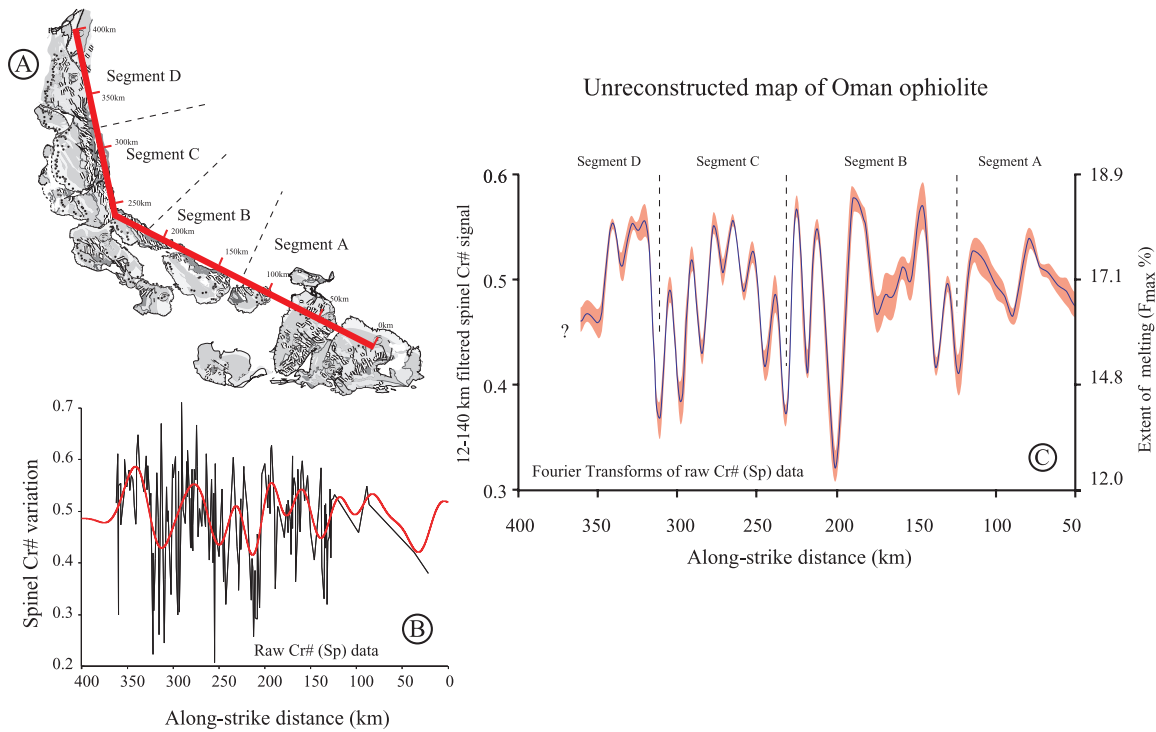 A
400km
Segment D
350km
300km
Segment C
250km
Segment B
200km
150km
Segment A
100km
50km
0km
Unreconstructed map of Oman ophiolite
Segment D
Segment C
Segment B
Segment A
0.6
0.5
0.4
0.3
12-140 km filtered spinel Cr# signal
18.9
17.1
14.8
12.0
Extent of melting (Fmax %)
?
Fourier Transforms of raw Cr# (Sp) data
C
400
350
300
250
200
150
100
50
Along-strike distance (km)
0.7
0.6
0.5
0.4
0.3
0.2
Spinel Cr# variation
B
Raw Cr# (Sp) data
400
350
300
250
200
150
100
50
0
Along-strike distance (km)